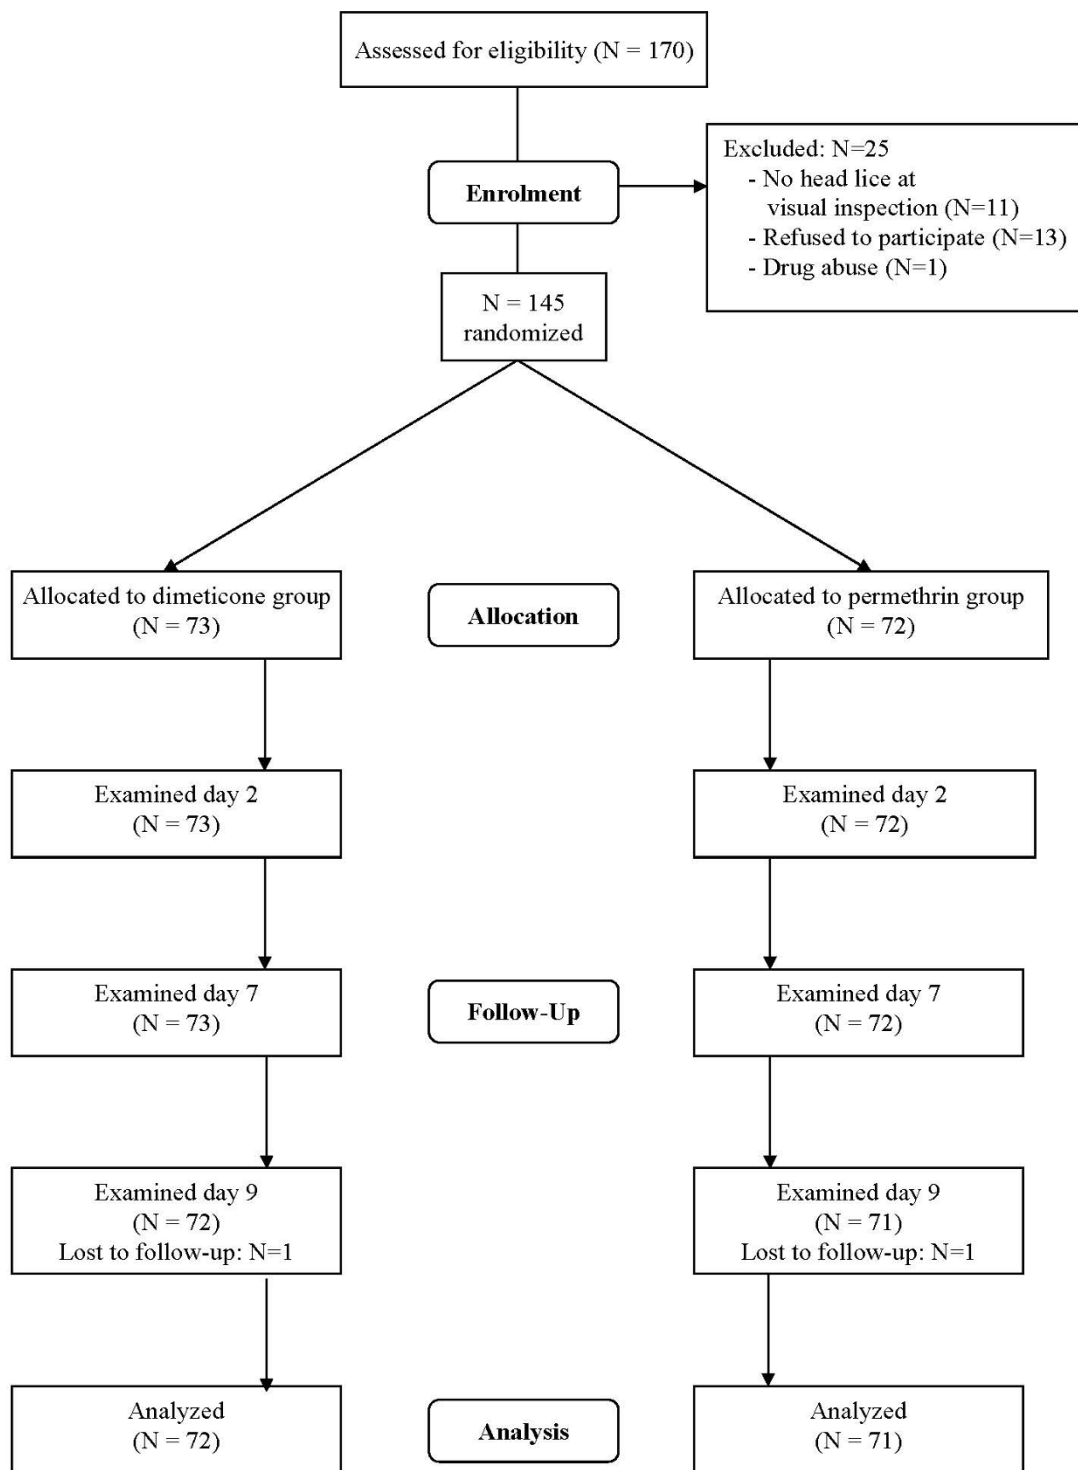 Assessed for eligibility (N = 170)
Enrolment
Excluded: N=25
- No head lice at
visual inspection (N=11)
- Refused to participate (N=13)
- Drug abuse (N=1)
N = 145
randomized
Allocated to dimeticone group
(N = 73)
Allocation
Allocated to permethrin group
(N = 72)
Examined day 2
(N = 73)
Examined day 2
(N = 72)
Examined day 7
(N = 73)
Follow-Up
Examined day 7
(N = 72)
Examined day 9
(N = 72)
Lost to follow-up: N=1
Examined day 9
(N = 71)
Lost to follow-up: N=1
Analyzed
(N = 72)
Analysis
Analyzed
(N = 71)